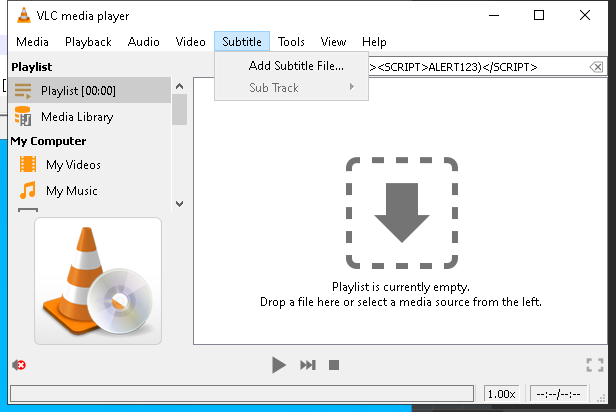 VLC media player
Media Playback Audio Video Subtitle Tools View Help
Playlist
><SCRIPT>ALERT123)</SCRIPT>
Add Subtitle File...
Sub Track
Playlist [00:00]
Media Library
My Computer
My Videos
My Music
Playlist is currently empty.
Drop a file here or select a media source from the left.
1.00x
--:--/--:--